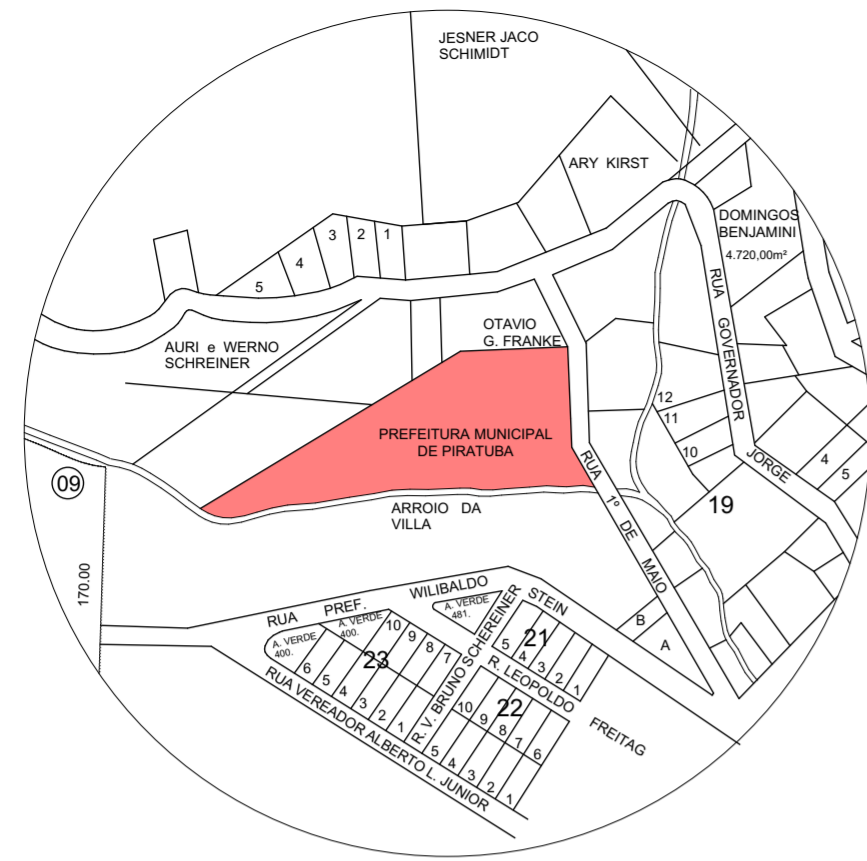 JESNER JACO
SCHIMIDT
ARY KIRST
DOMINGOS
BENJAMINI
4.720,00m²
3
2
1
4
5
RUA GOVERNADOR
JORGE
OTAVIO
G. FRANKE
AURI e WERNO
SCHREINER
12
11
10
PREFEITURA MUNICIPAL
DE PIRATUBA
4
5
09
19
RUA 1º DE MAIO
ARROIO DA
VILLA
170.00
B
A
RUA PREF. WILIBALDO STEIN
A. VERDE
481.
A. VERDE
400.
A. VERDE
400.
10
9
8
7
23
6
5
4
3
2
1
R. V. BRUNO SCHEREINER
21
5
4
3
2
1
R. LEOPOLDO FREITAG
22
10
9
8
7
6
5
4
3
2
1
RUA VEREADOR ALBERTO L. JUNIOR